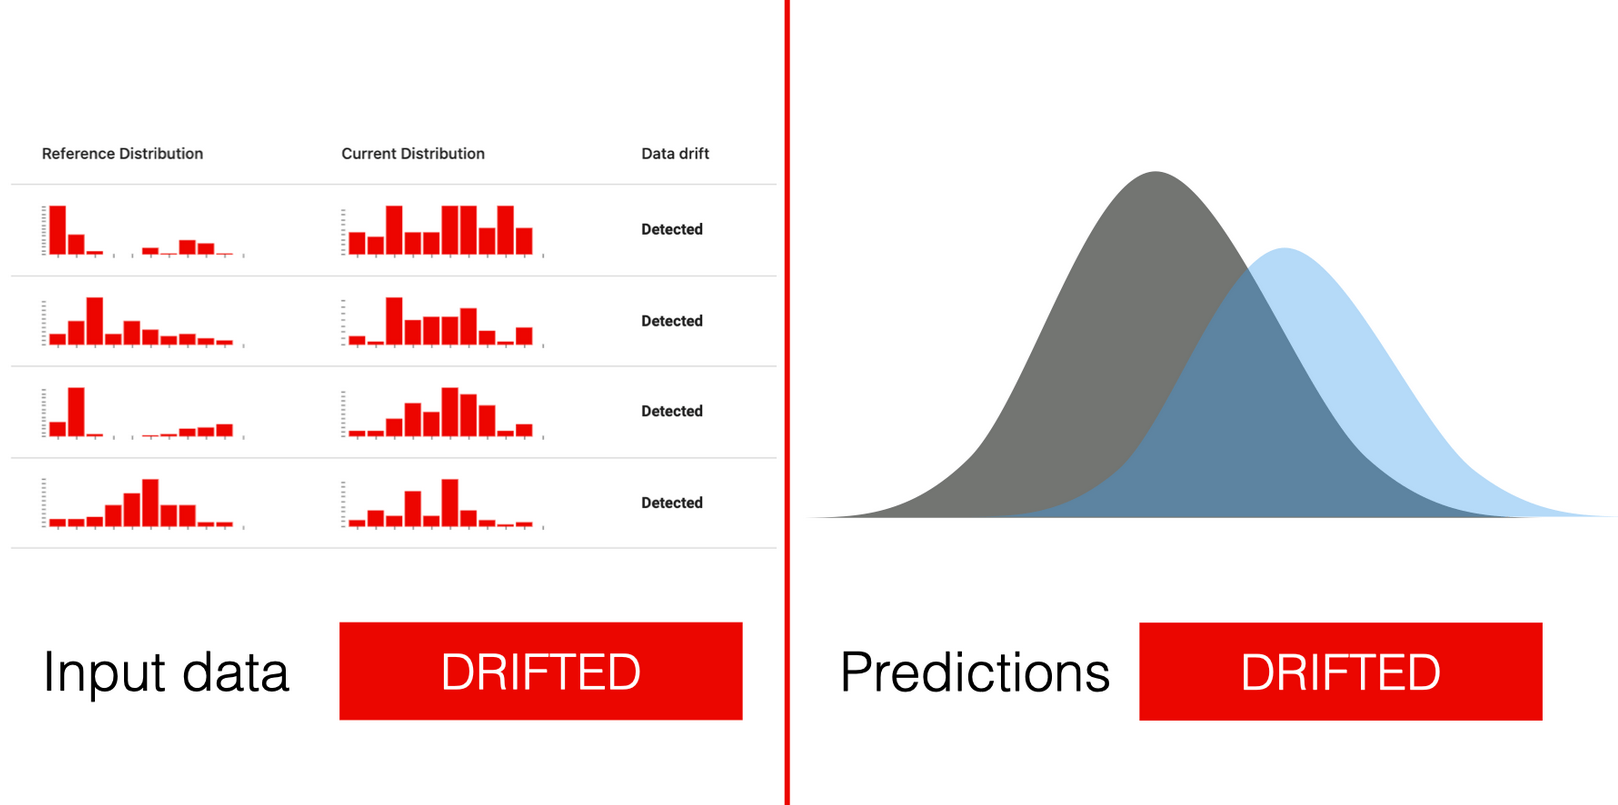 Reference Distribution Current Distribution Data drift
Detected
Detected
Detected
Detected
Input data DRIFTED
Predictions DRIFTED